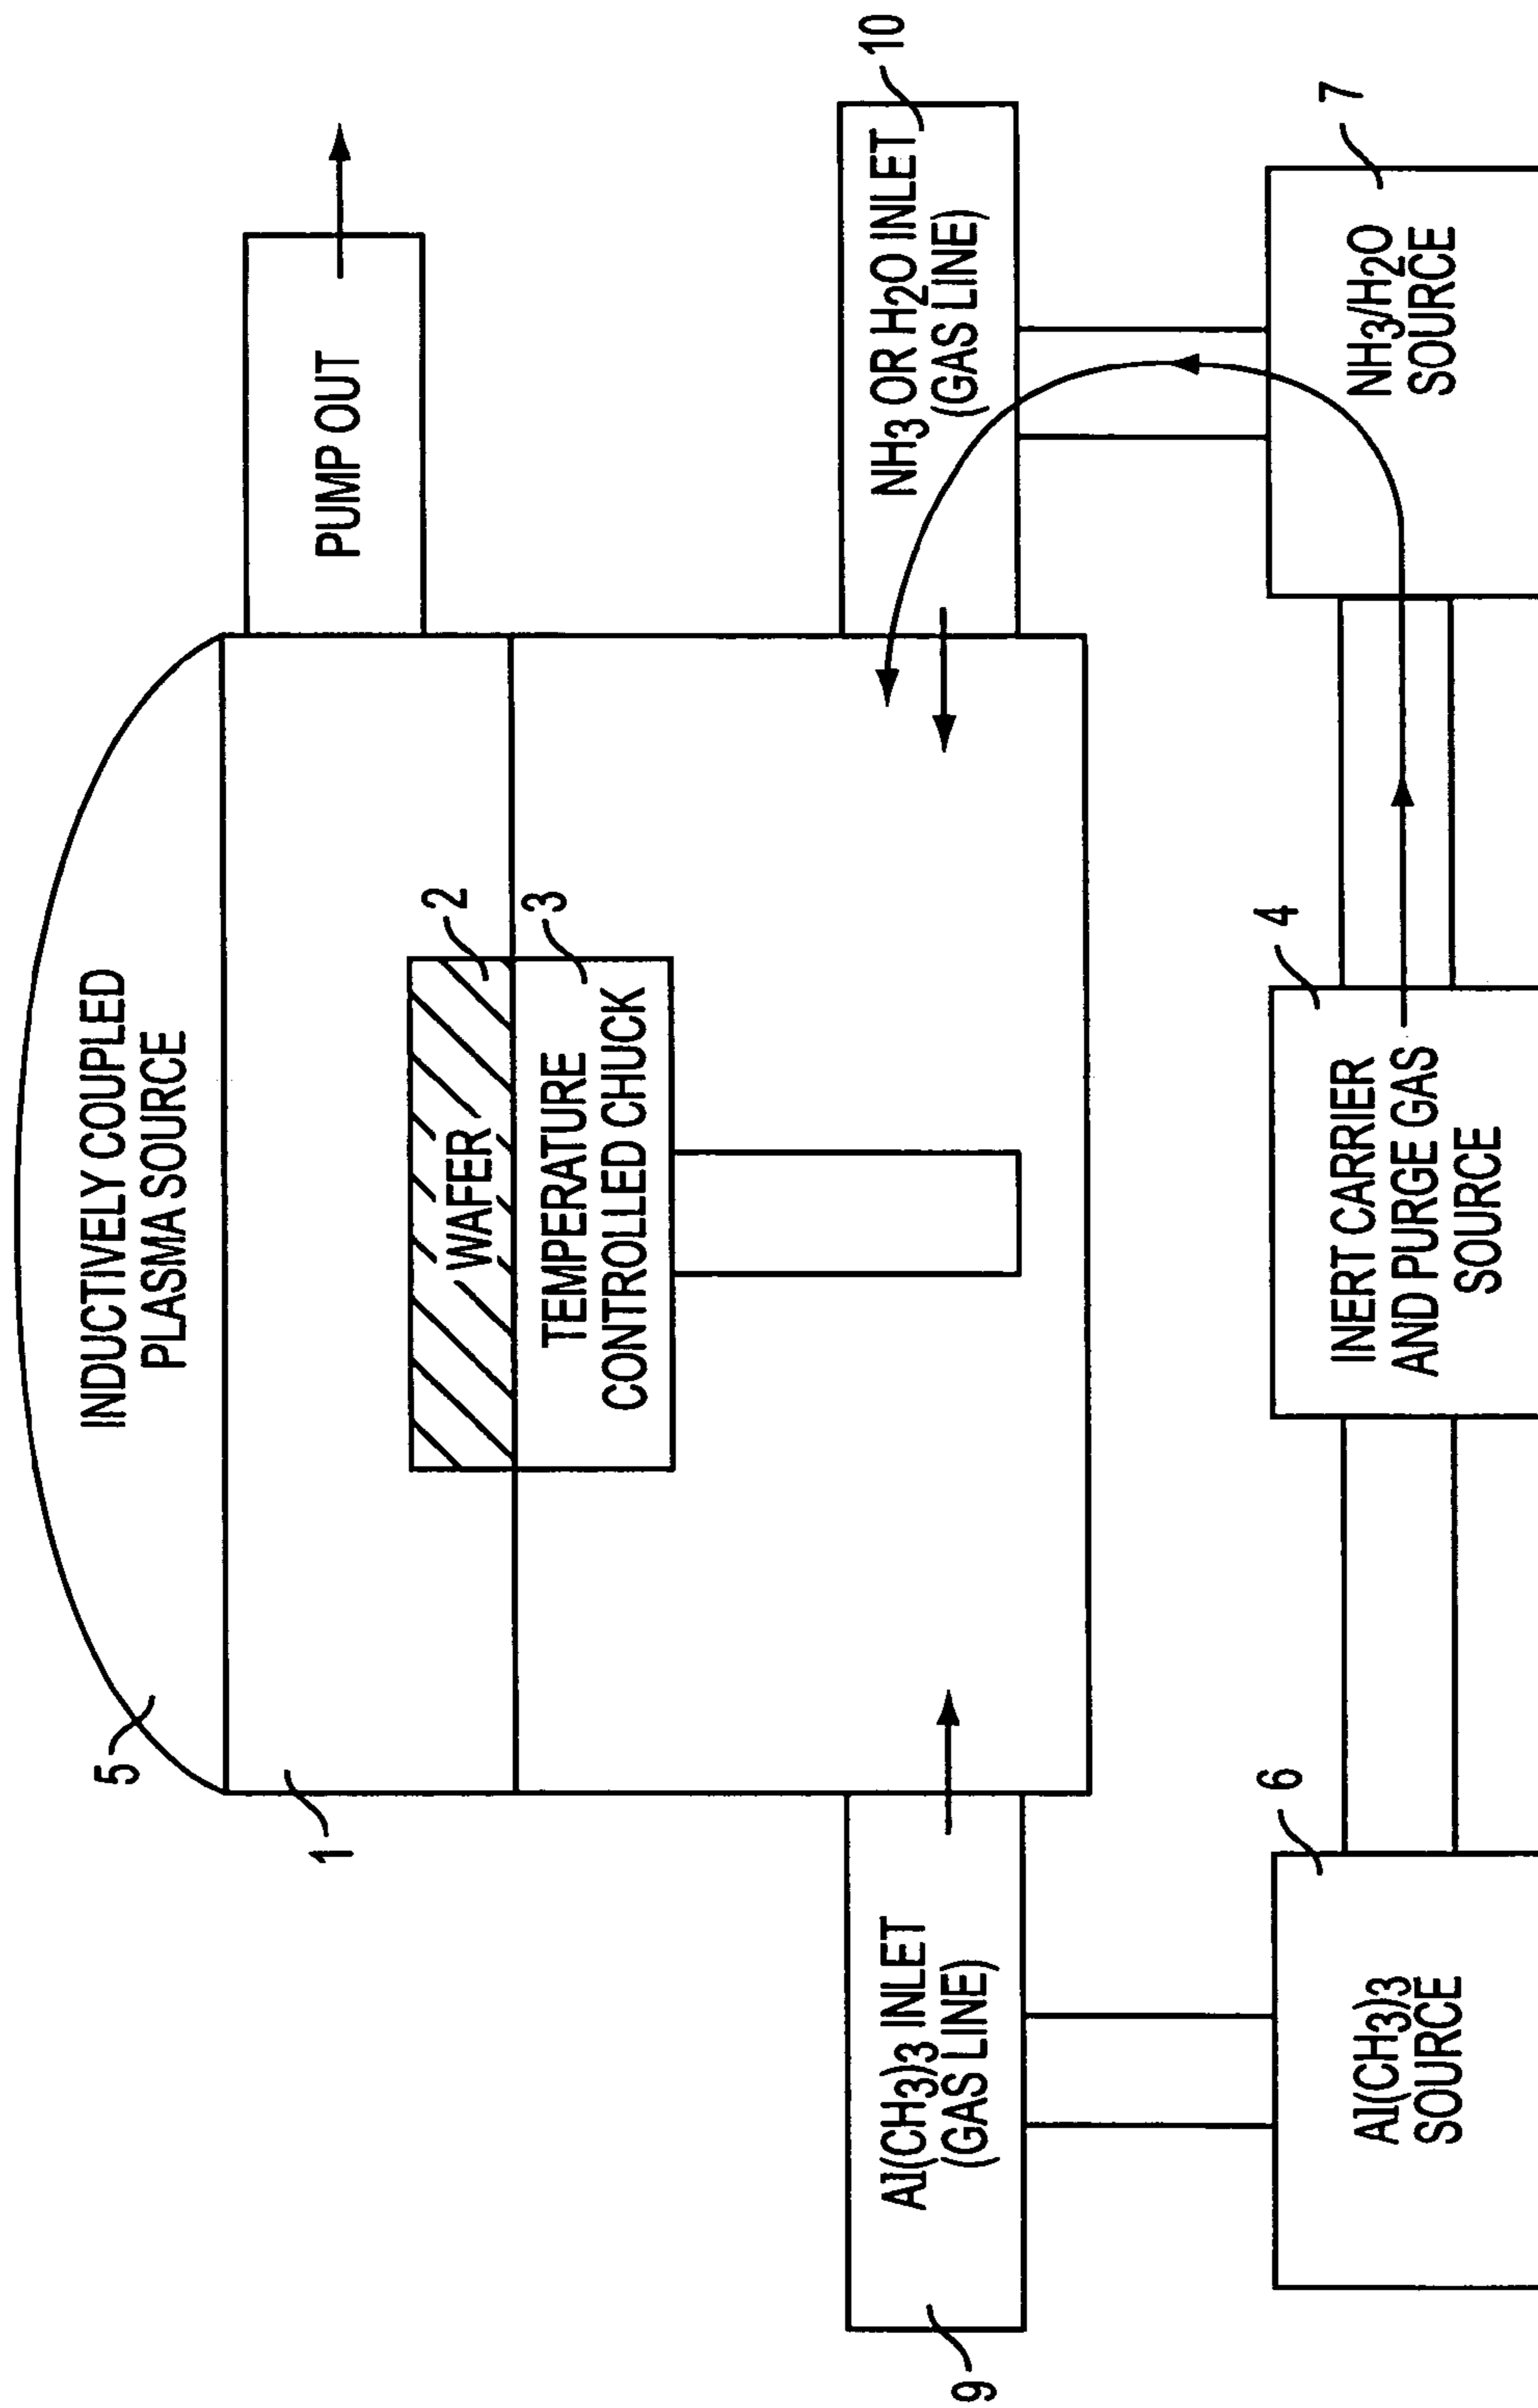 INDUCTIVELY COUPLED
PLASMA SOURCE
5
1
PUMP OUT
2
WAFER
3
TEMPERATURE
CONTROLLED CHUCK
Al(CH3)3 INLET
(GAS LINE)
9
10
NH3 OR H2O INLET
(GAS LINE)
6
Al(CH3)3
SOURCE
4
INERT CARRIER
AND PURGE GAS
SOURCE
7
NH3/H2O
SOURCE